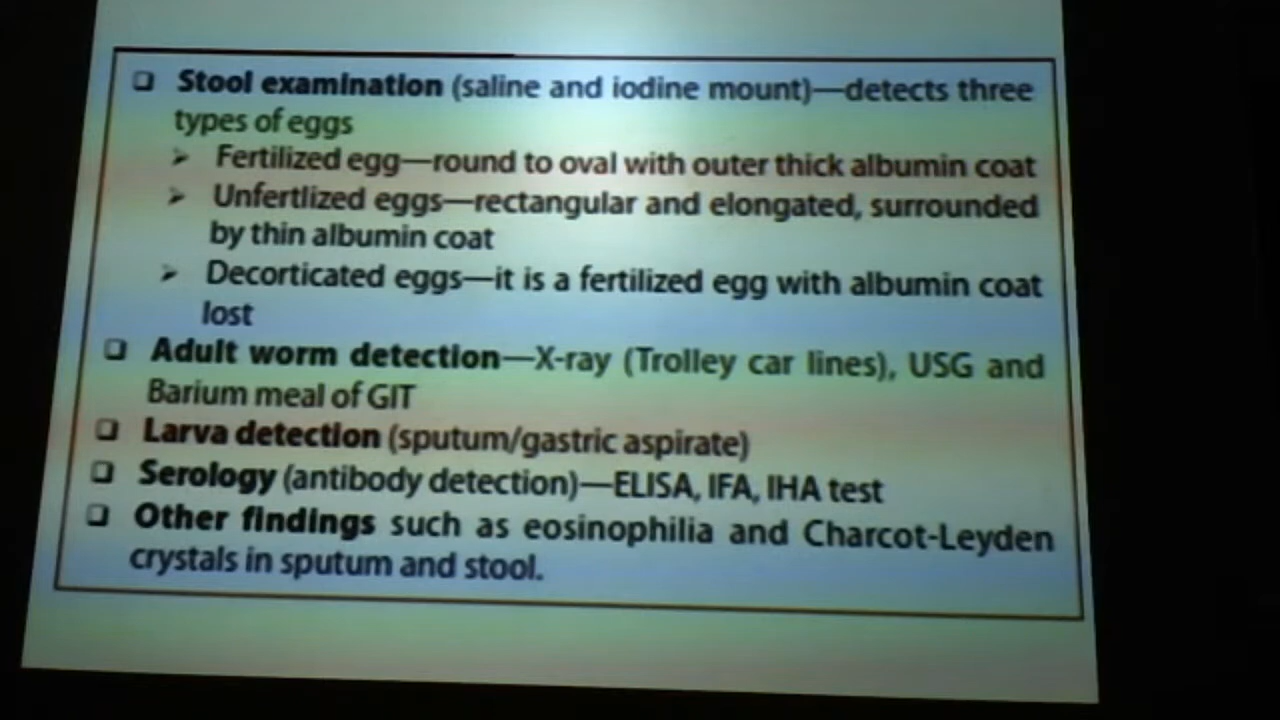 ❑ Stool examination (saline and iodine mount)—detects three
types of eggs
➢ Fertilized egg—round to oval with outer thick albumin coat
➢ Unfertlized eggs—rectangular and elongated, surrounded
by thin albumin coat
➢ Decorticated eggs—it is a fertilized egg with albumin coat
lost
❑ Adult worm detection—X-ray (Trolley car lines), USG and
Barium meal of GIT
❑ Larva detection (sputum/gastric aspirate)
❑ Serology (antibody detection)—ELISA, IFA, IHA test
❑ Other findings such as eosinophilia and Charcot-Leyden
crystals in sputum and stool.